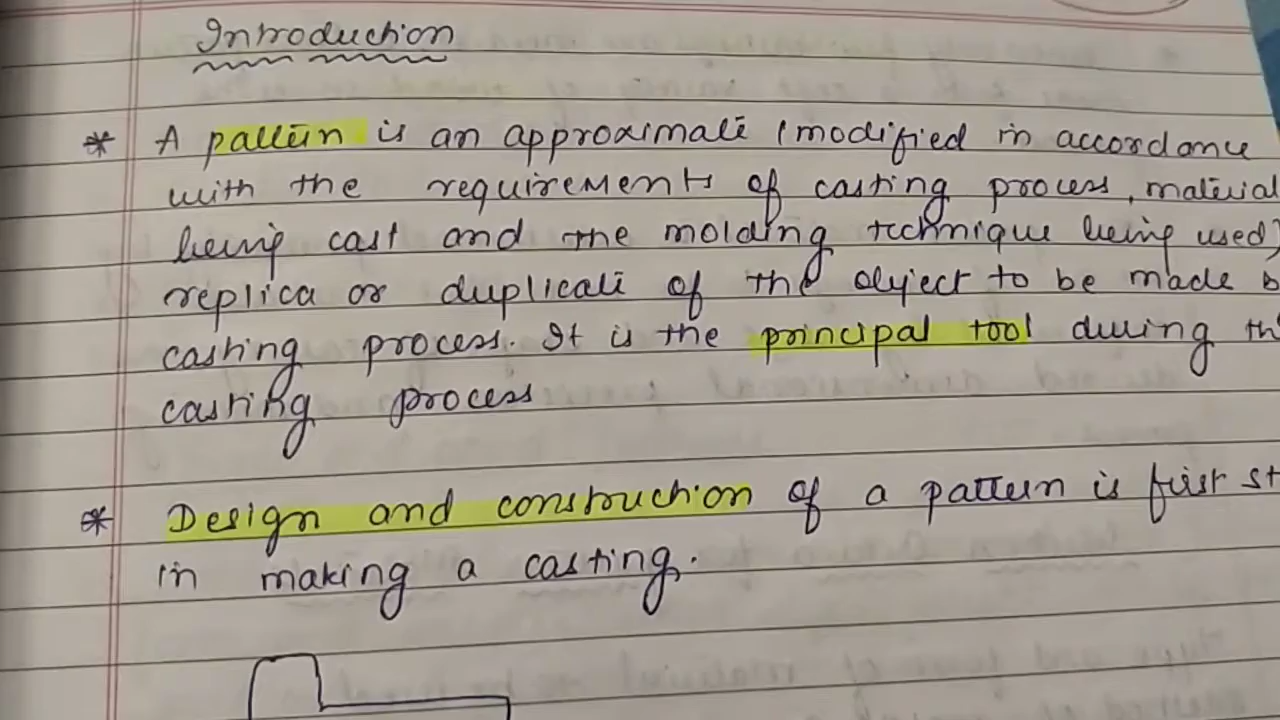 Introduction
* A pattern is an approximate (modified in accordance
with the requirements of casting process, material
being cast and the molding technique being used)
replica or duplicate of the object to be made b
casting process. It is the principal tool during th
casting process
* Design and construction of a pattern is first st
in making a casting.